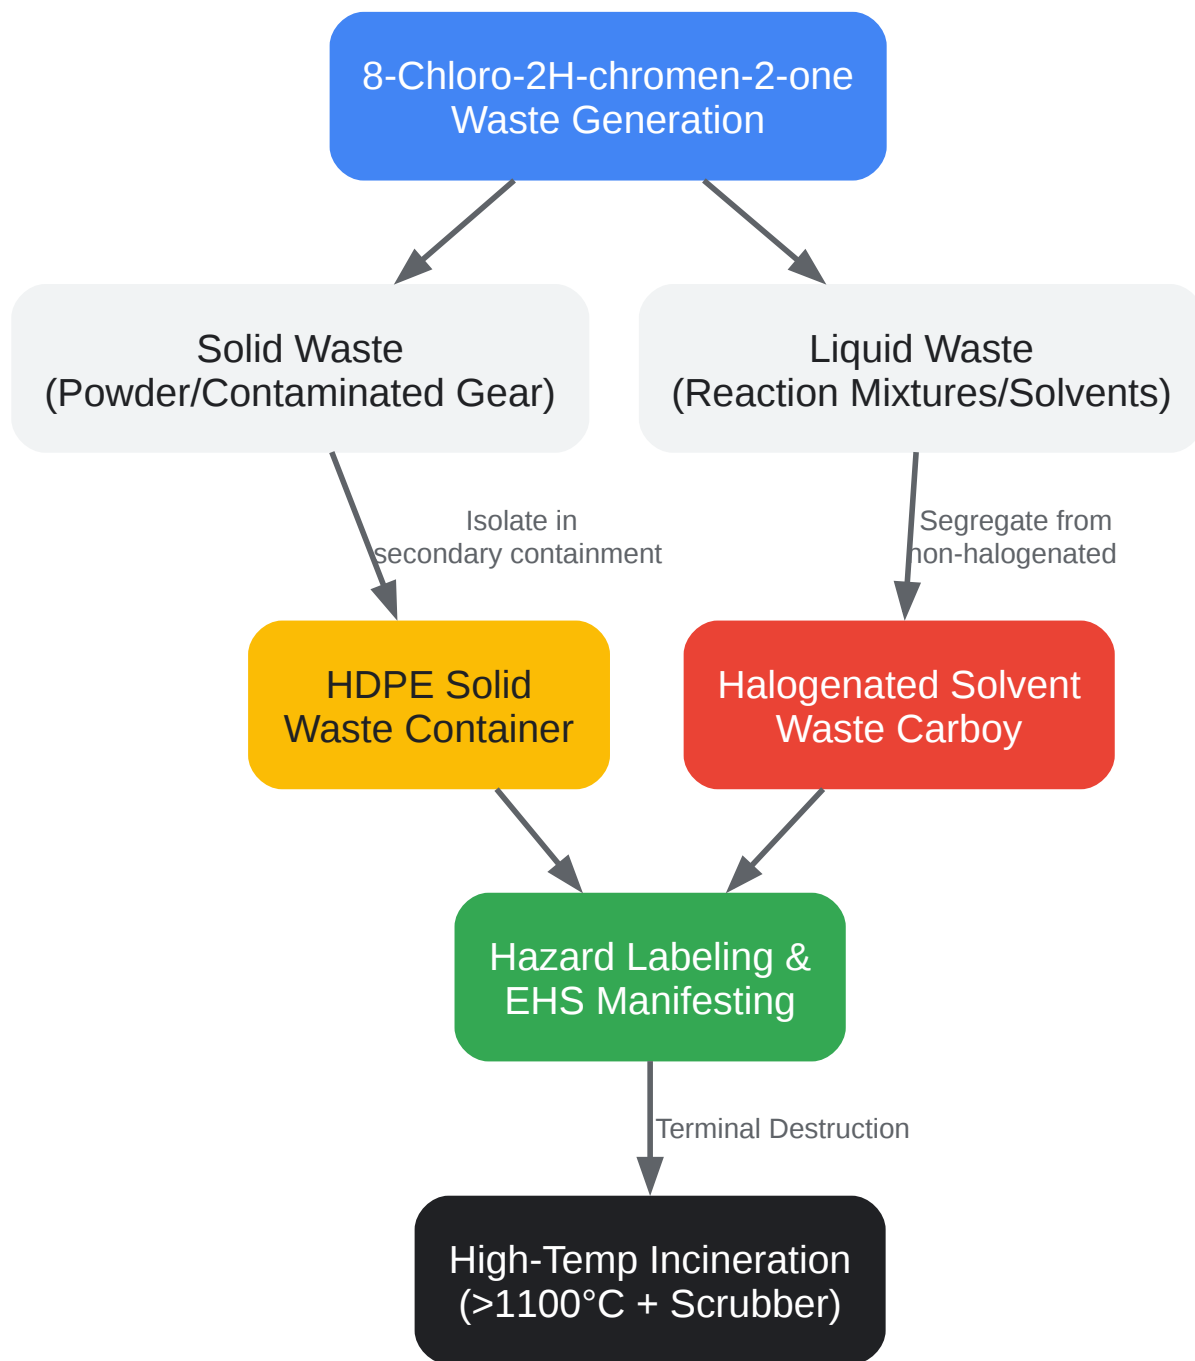 8-Chloro-2H-chromen-2-one
Waste Generation
Solid Waste
(Powder/Contaminated Gear)
Liquid Waste
(Reaction Mixtures/Solvents)
Isolate in
secondary containment
Segregate from
non-halogenated
HDPE Solid
Waste Container
Halogenated Solvent
Waste Carboy
Hazard Labeling &
EHS Manifesting
Terminal Destruction
High-Temp Incineration
(>1100°C + Scrubber)